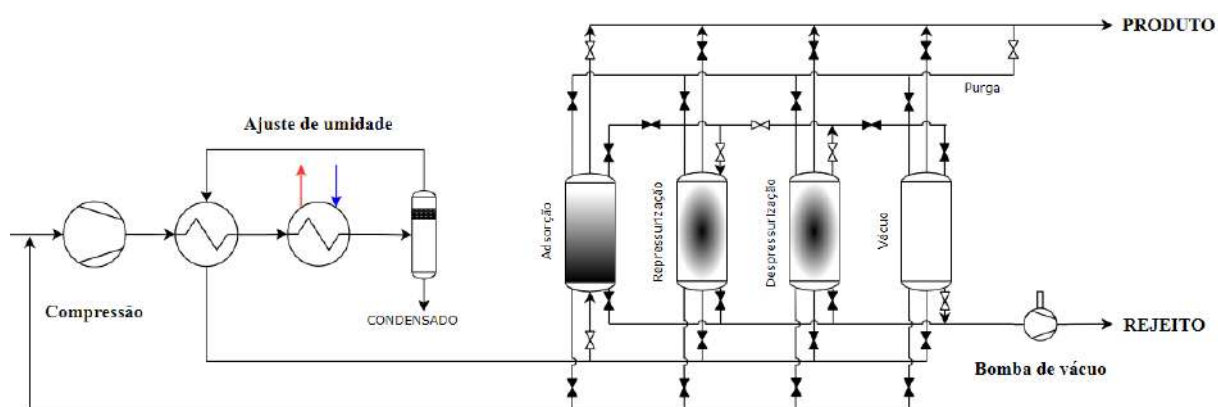 PRODUTO
Purga
Ajuste de umidade
Adsorção
Repressurização
Despressurização
Vácuo
Compressão
CONDENSADO
REJEITO
Bomba de vácuo